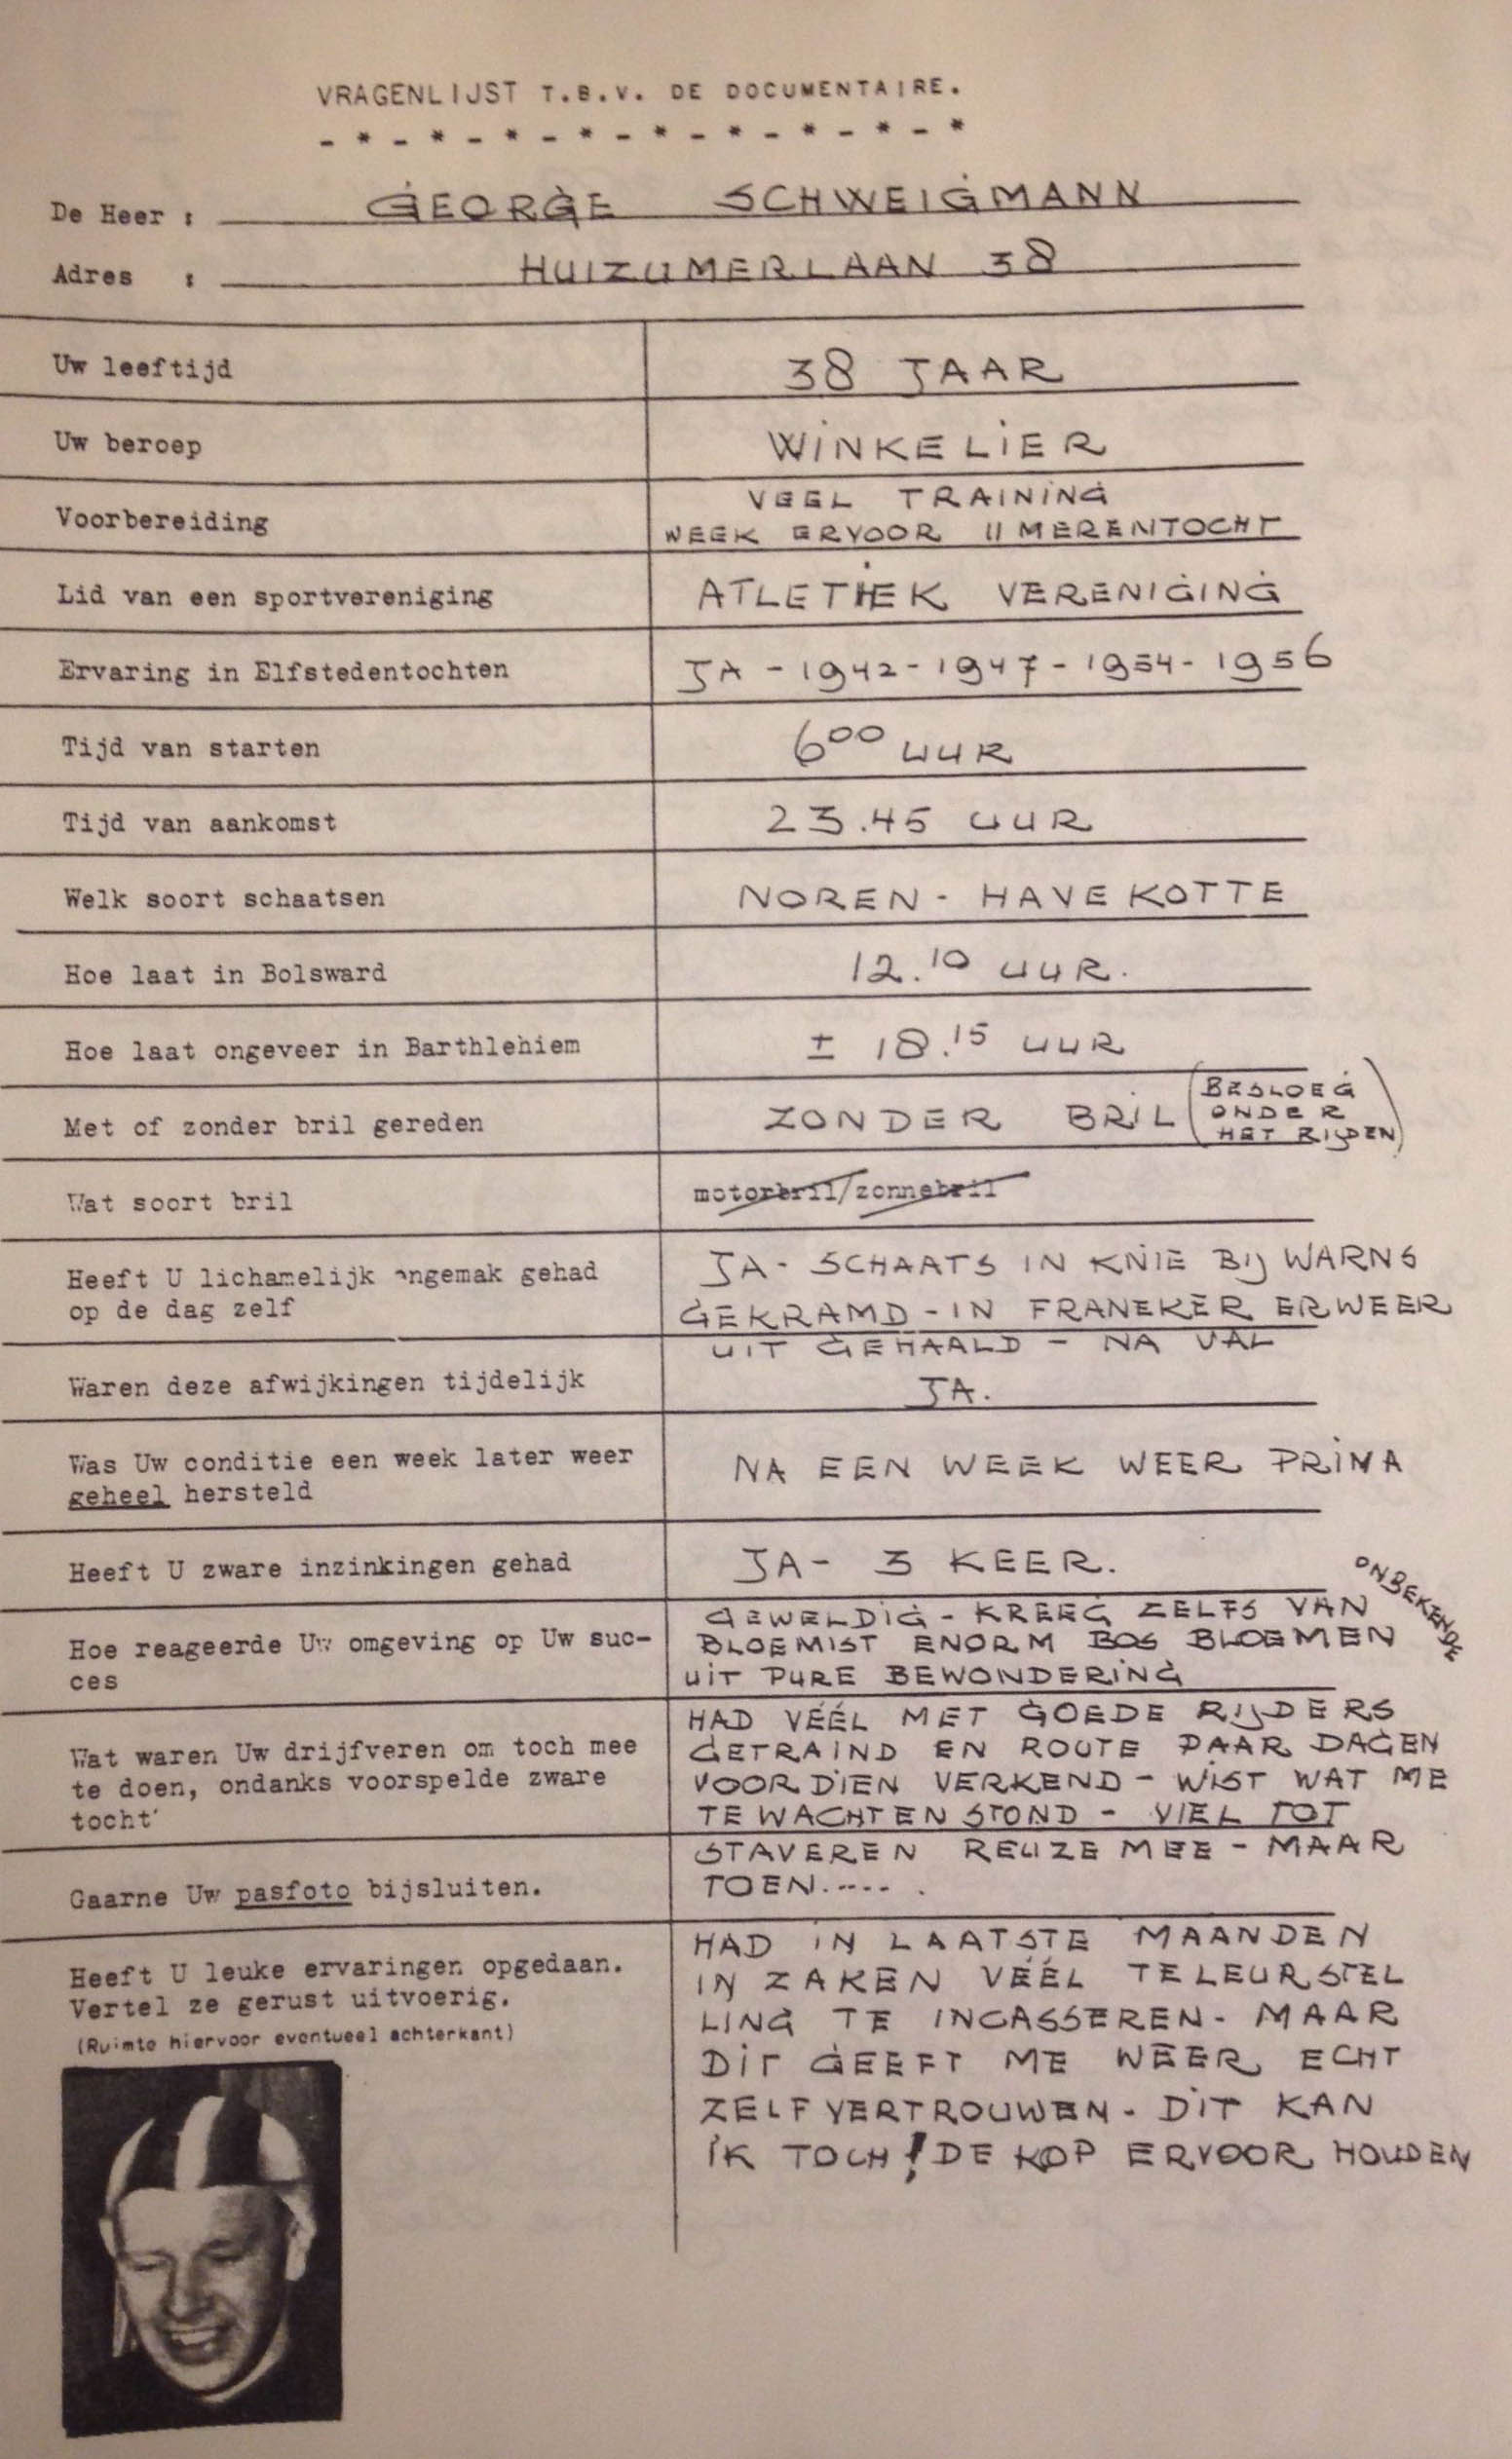 VRAGENLIJST T.B.V. DE DOCUMENTAIRE.
- * - * - * - * - * - * - * - * - *
De Heer : GEORGE SCHWEIGMANN
Adres : HUIZUMERLAAN 38
Uw leeftijd 38 JAAR
Uw beroep WINKELIER
Voorbereiding VEEL TRAINING
WEEK ERVOOR 11 MERENTOCHT
Lid van een sportvereniging ATLETIEK VERENIGING
Ervaring in Elfstedentochten JA - 1942 - 1947 - 1954 - 1956
Tijd van starten 6⁰⁰ UUR
Tijd van aankomst 23.45 UUR
Welk soort schaatsen NOREN - HAVEKOTTE
Hoe laat in Bolsward 12.¹⁰ UUR.
Hoe laat ongeveer in Barthlehiem ± 18.¹⁵ UUR
Met of zonder bril gereden ZONDER BRIL (BESLOEG
ONDER
HET RIJDEN)
Wat soort bril motorbril/zonnebril
Heeft U lichamelijk ongemak gehad
op de dag zelf
JA - SCHAATS IN KNIE BIJ WARNS
GEKRAMD - IN FRANEKER ER WEER
UIT GEHAALD - NA VAL
Waren deze afwijkingen tijdelijk JA.
Was Uw conditie een week later weer
geheel hersteld
NA EEN WEEK WEER PRIMA
Heeft U zware inzinkingen gehad JA - 3 KEER.
Hoe reageerde Uw omgeving op Uw suc-
ces
GEWELDIG - KREEG ZELFS VAN ONBEKENDE
BLOEMIST ENORM BOS BLOEMEN
UIT PURE BEWONDERING
Wat waren Uw drijfveren om toch mee
te doen, ondanks voorspelde zware
tocht'
HAD VÉÉL MET GOEDE RIJDERS
GETRAIND EN ROUTE PAAR DAGEN
VOORDIEN VERKEND - WIST WAT ME
TE WACHTEN STOND - VIEL TOT
STAVEREN REUZE MEE - MAAR
TOEN.....
Gaarne Uw pasfoto bijsluiten.
Heeft U leuke ervaringen opgedaan.
Vertel ze gerust uitvoerig.
(Ruimte hiervoor eventueel achterkant)
HAD IN LAATSTE MAANDEN
IN ZAKEN VÉÉL TELEURSTEL
LING TE INCASSEREN - MAAR
DIT GEEFT ME WEER ECHT
ZELFVERTROUWEN - DIT KAN
IK TOCH! DE KOP ERVOOR HOUDEN